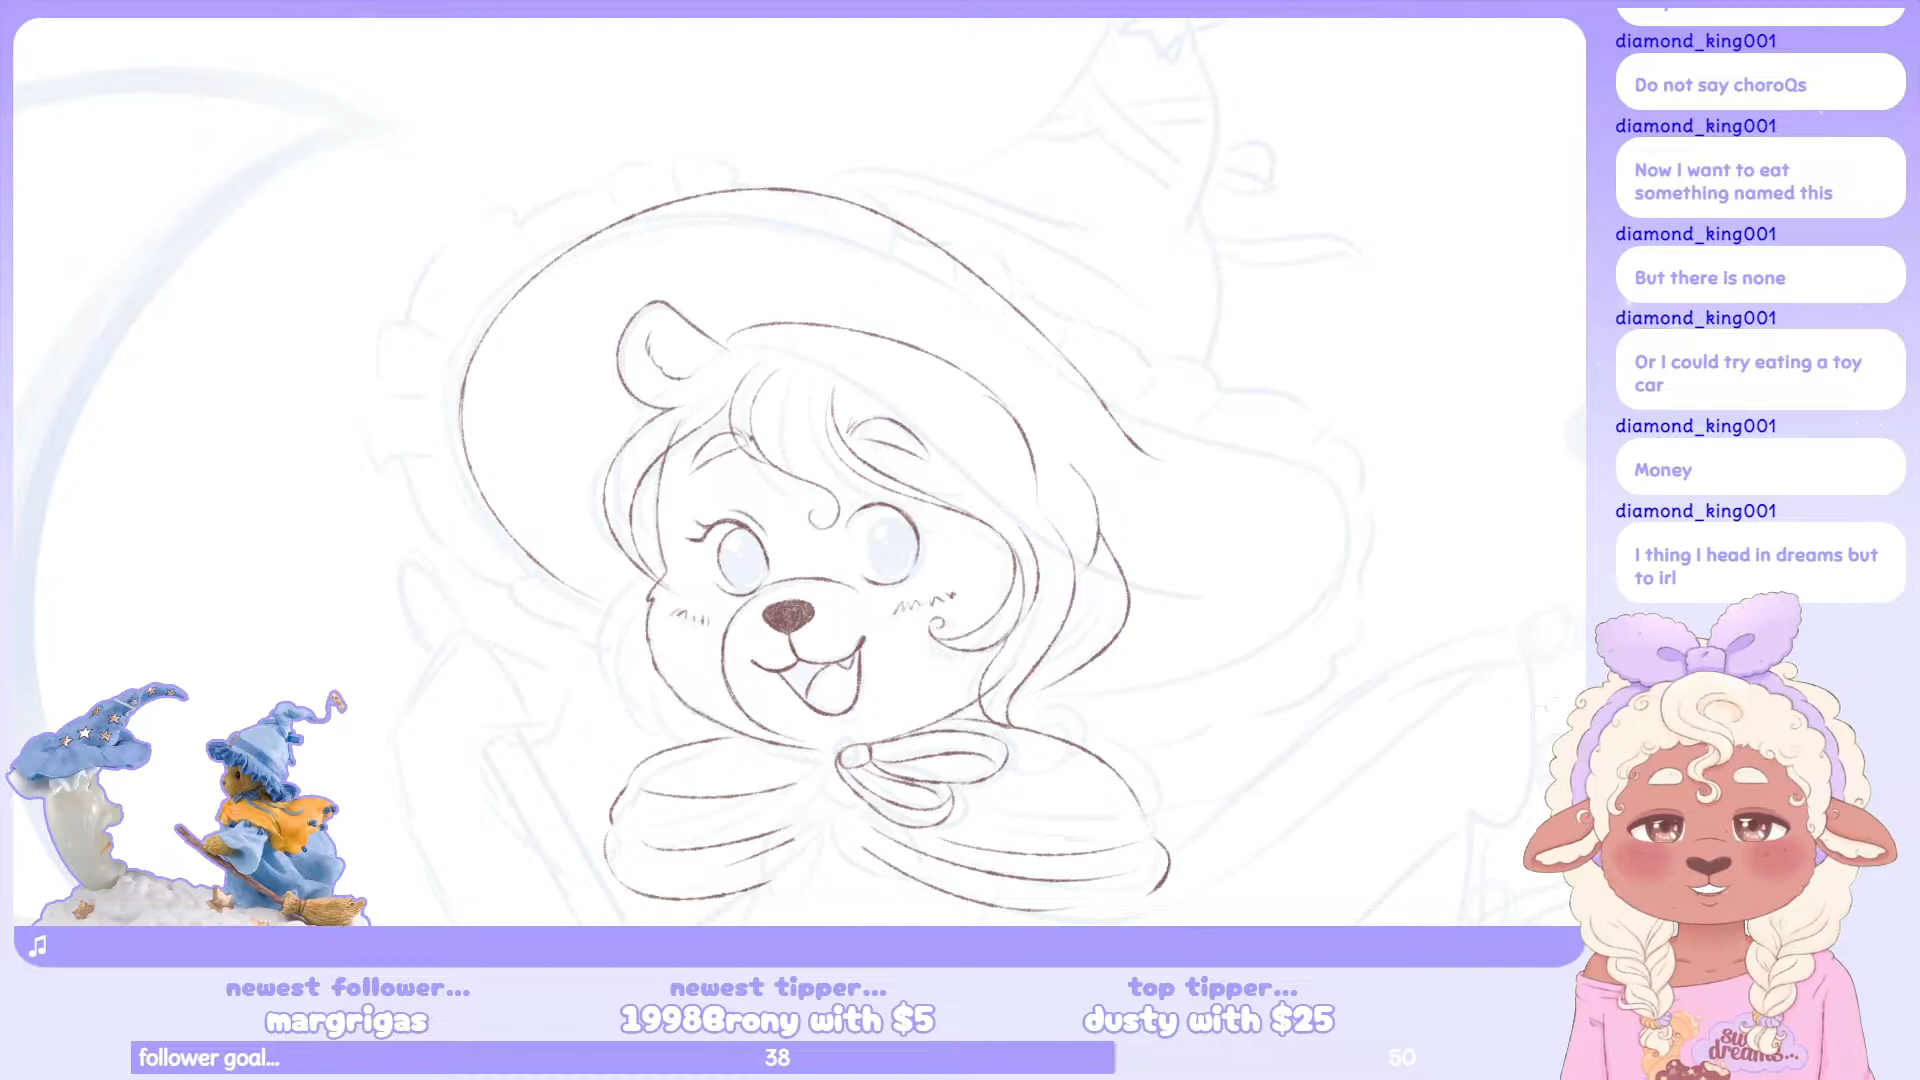 diamond_king001
Do not say choroQs
diamond_king001
Now I want to eat
something named this
diamond_king001
But there is none
diamond_king001
Or I could try eating a toy
car
diamond_king001
Money
diamond_king001
I thing I head in dreams but
to irl
newest follower...
margrigas
newest tipper...
1998Brony with $5
top tipper...
dusty with $25
follower goal...
38
50
dreams...